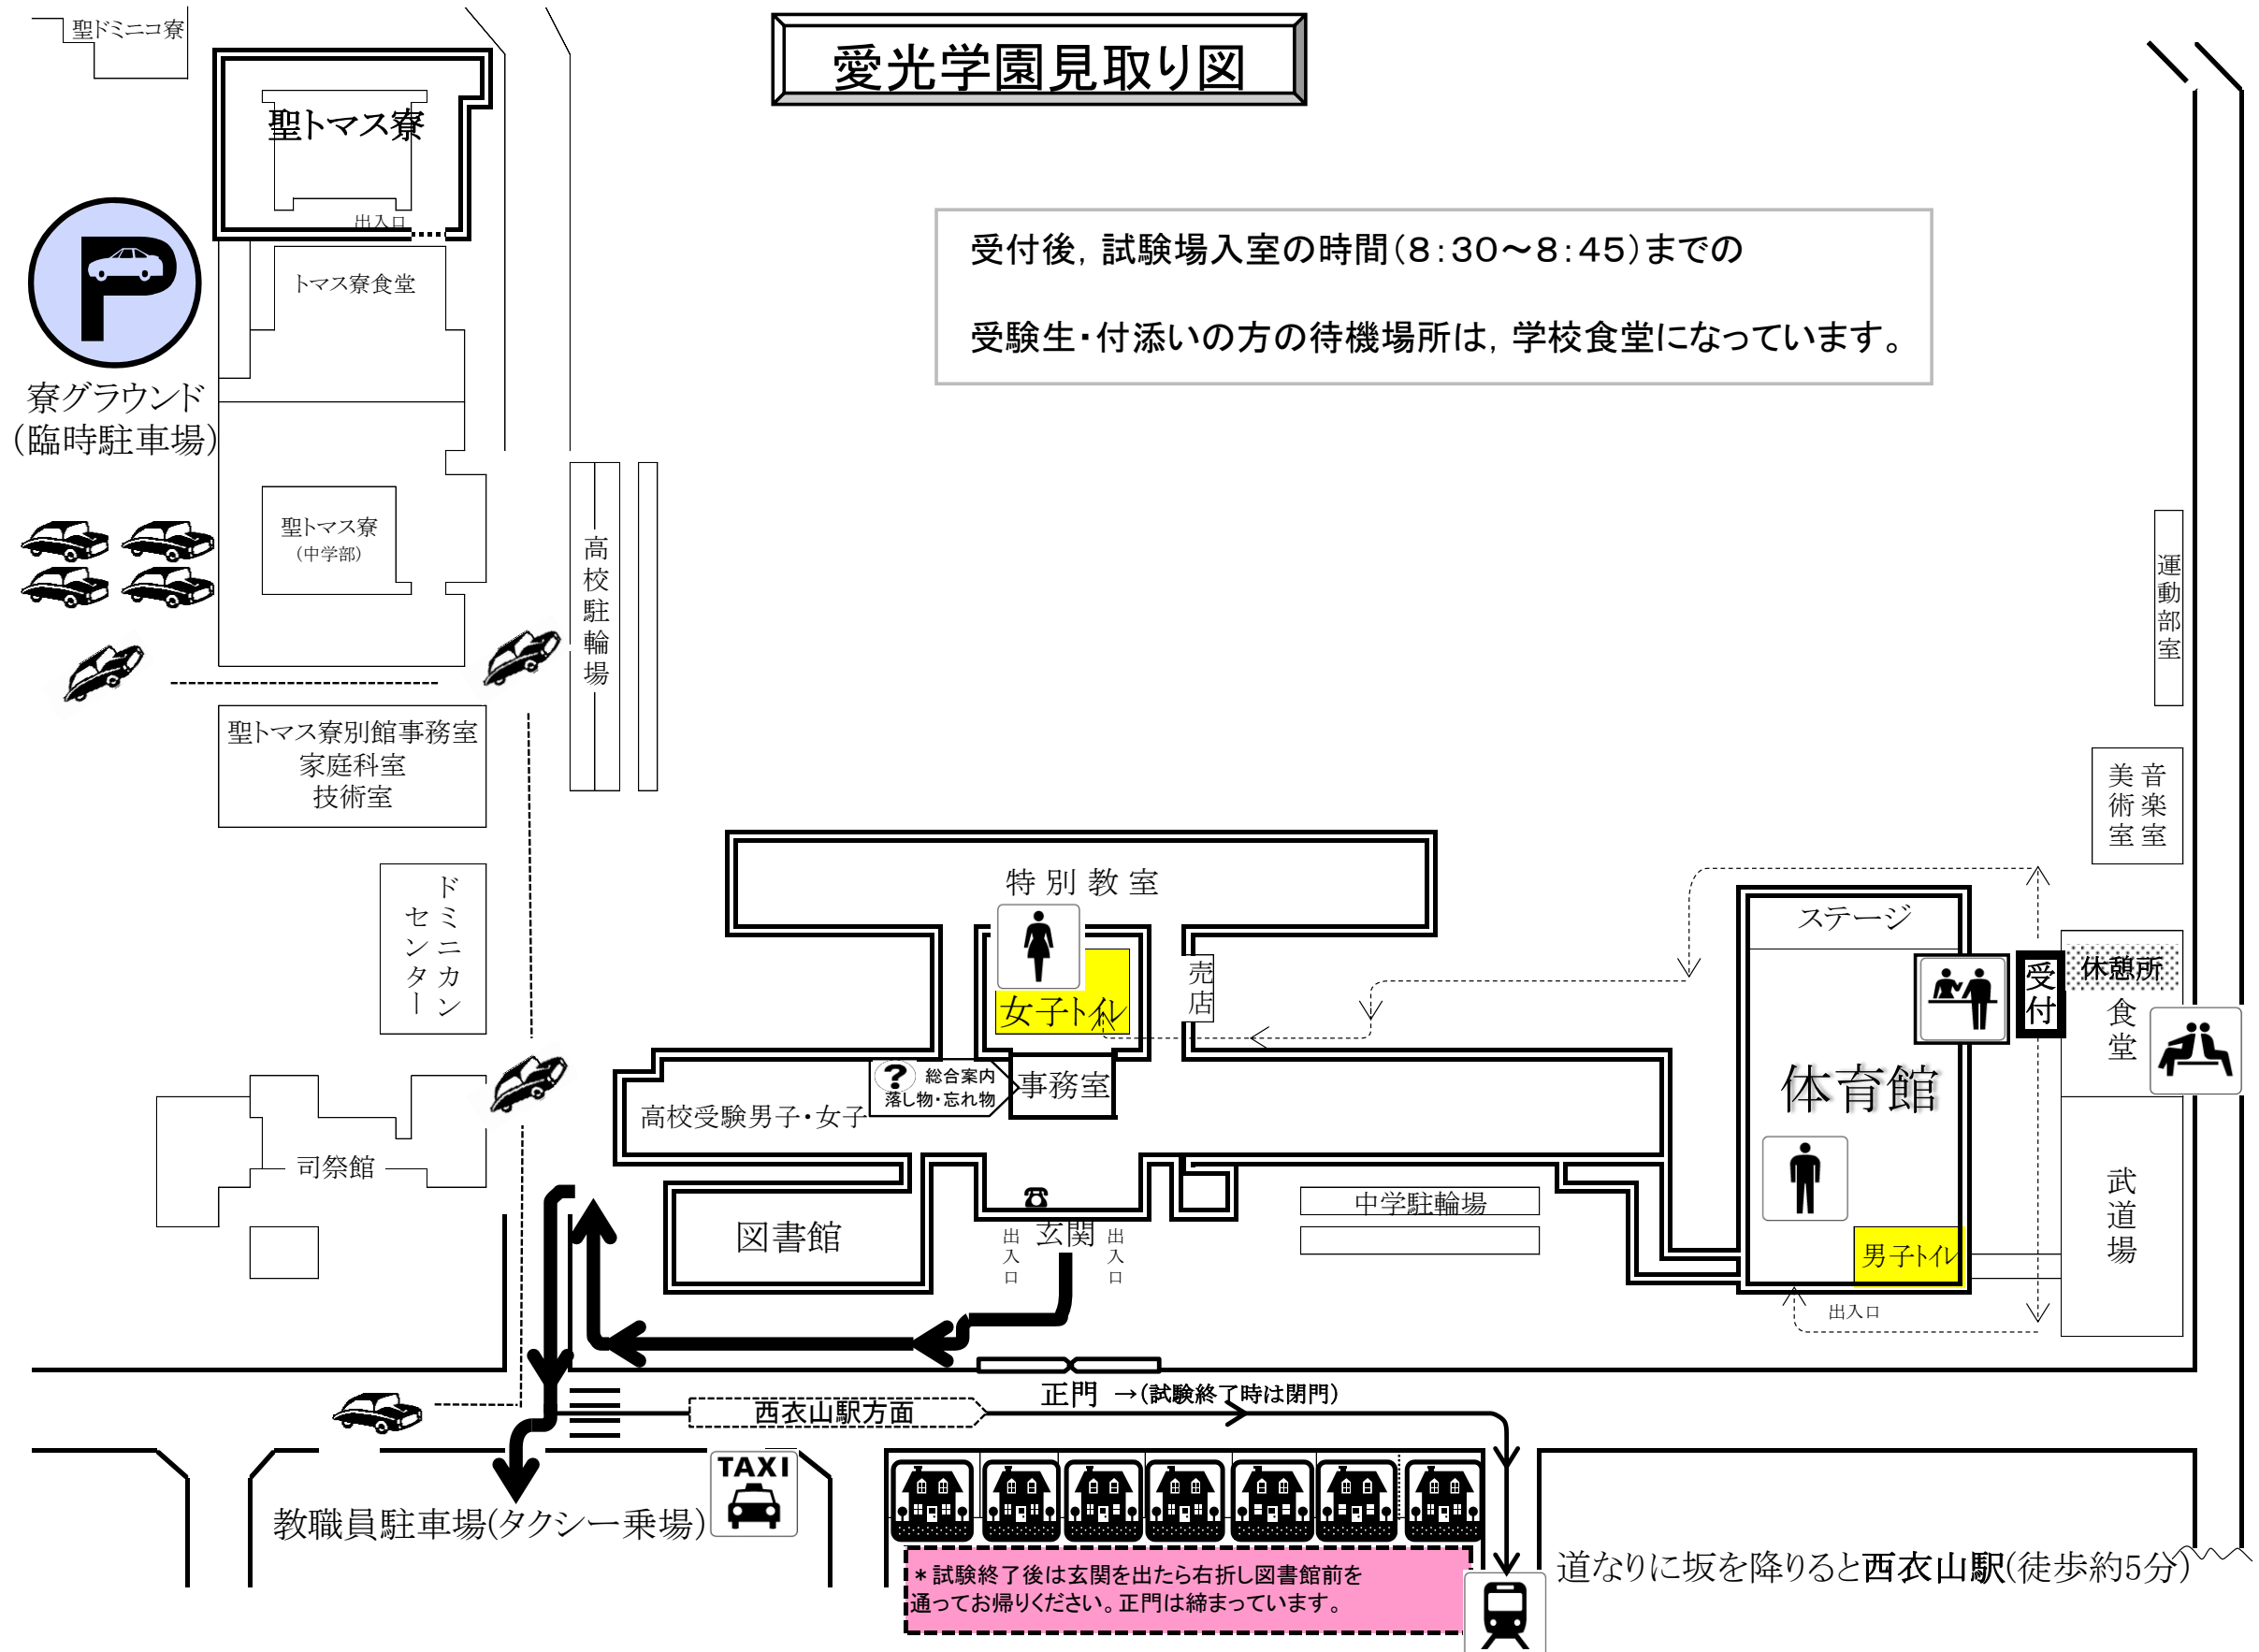 愛光学園見取り図
聖ドミニコ寮
聖トマス寮
出入口
トマス寮食堂
受付後，試験場入室の時間（８：３０～８：４５）までの
受験生・付添いの方の待機場所は，学校食堂になっています。
P
寮グラウンド
（臨時駐車場）
聖トマス寮
（中学部）
高校駐輪場
運動部室
聖トマス寮別館事務室
家庭科室
技術室
音楽室
美術室
ドミニカン
センター
特別教室
女子トイレ
売店
ステージ
受付
休憩所
食堂
体育館
? 総合案内
落し物・忘れ物
事務室
高校受験男子・女子
司祭館
図書館
出入口
玄関
出入口
中学駐輪場
男子トイレ
出入口
武道場
正門 →（試験終了時は閉門）
西衣山駅方面
教職員駐車場(タクシー乗場)
TAXI
＊試験終了後は玄関を出たら右折し図書館前を
通ってお帰りください。正門は締まっています。
道なりに坂を降りると西衣山駅(徒歩約5分)